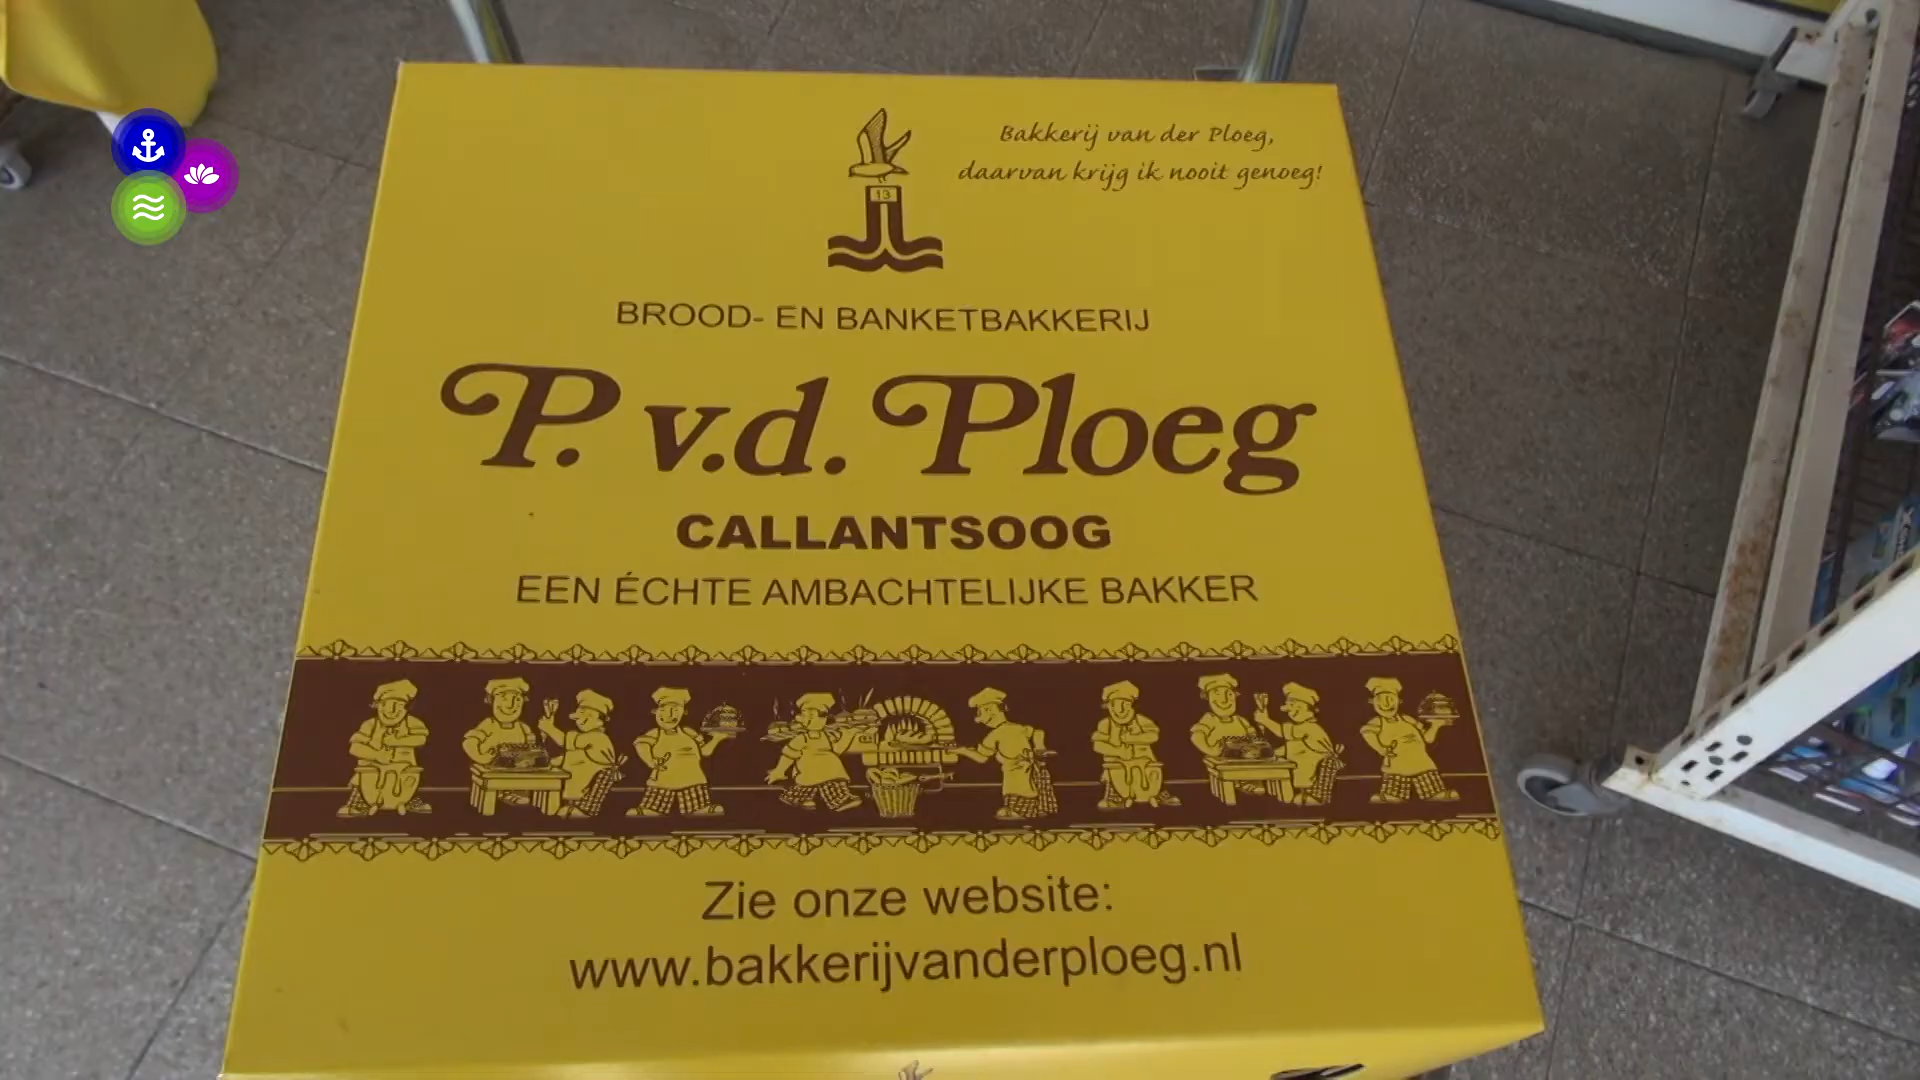 Bakkerij van der Ploeg,
daarvan krijg ik nooit genoeg!
13
BROOD- EN BANKETBAKKERIJ
P. v.d. Ploeg
CALLANTSOOG
EEN ÉCHTE AMBACHTELIJKE BAKKER
Zie onze website:
www.bakkerijvanderploeg.nl